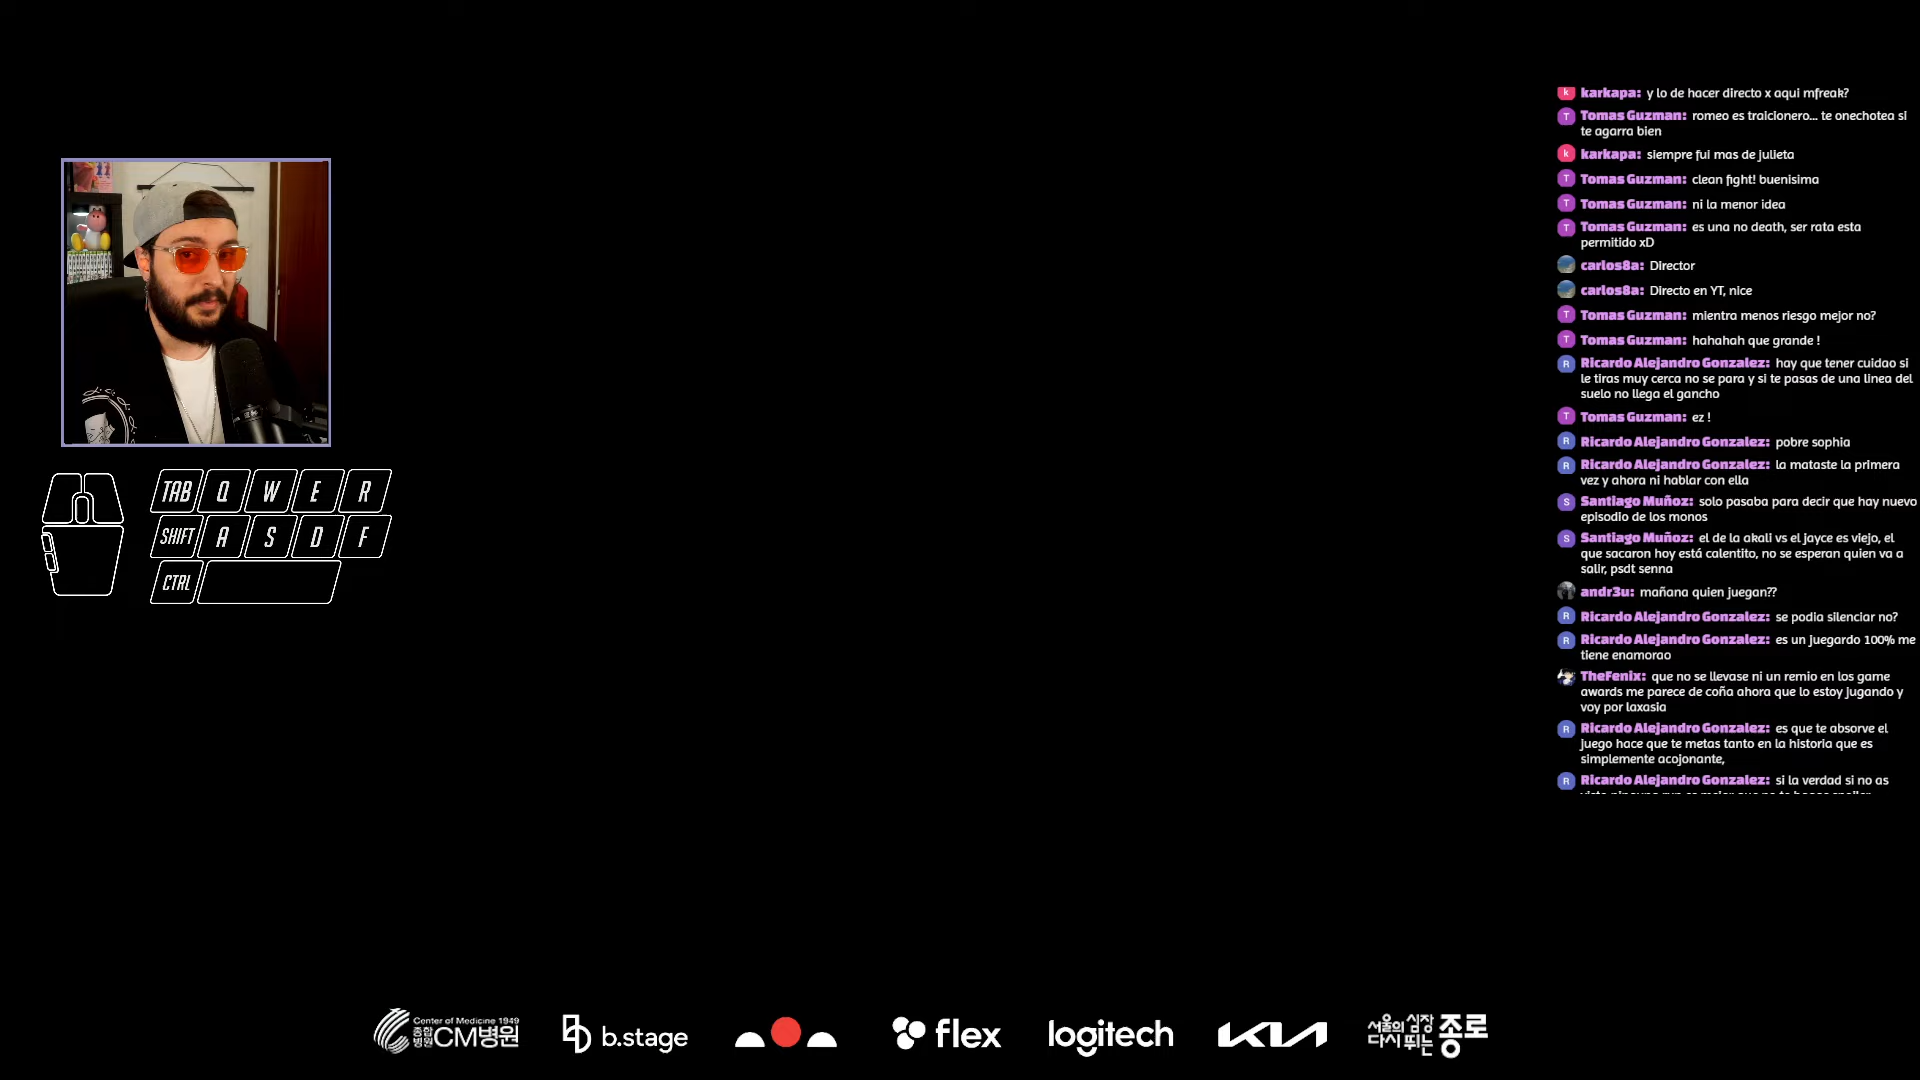 k karkapa: y lo de hacer directo x aqui mfreak?
T Tomas Guzman: romeo es traicionero... te onechotea si
te agarra bien
k karkapa: siempre fui mas de julieta
T Tomas Guzman: clean fight! buenisima
T Tomas Guzman: ni la menor idea
T Tomas Guzman: es una no death, ser rata esta
permitido xD
carlos8a: Director
carlos8a: Directo en YT, nice
T Tomas Guzman: mientra menos riesgo mejor no?
T Tomas Guzman: hahahah que grande !
R Ricardo Alejandro Gonzalez: hay que tener cuidao si
le tiras muy cerca no se para y si te pasas de una linea del
suelo no llega el gancho
T Tomas Guzman: ez !
R Ricardo Alejandro Gonzalez: pobre sophia
R Ricardo Alejandro Gonzalez: la mataste la primera
vez y ahora ni hablar con ella
S Santiago Muñoz: solo pasaba para decir que hay nuevo
episodio de los monos
S Santiago Muñoz: el de la akali vs el jayce es viejo, el
que sacaron hoy está calentito, no se esperan quien va a
salir, psdt senna
andr3u: mañana quien juegan??
R Ricardo Alejandro Gonzalez: se podia silenciar no?
R Ricardo Alejandro Gonzalez: es un juegardo 100% me
tiene enamorao
TheFenix: que no se llevase ni un remio en los game
awards me parece de coña ahora que lo estoy jugando y
voy por laxasia
R Ricardo Alejandro Gonzalez: es que te absorve el
juego hace que te metas tanto en la historia que es
simplemente acojonante,
R Ricardo Alejandro Gonzalez: si la verdad si no as
TAB Q W E R
SHIFT A S D F
CTRL
Center of Medicine 1949
종합병원 CM병원
b.stage
flex
logitech
KIA
서울의 심장
다시 뛰는 종로